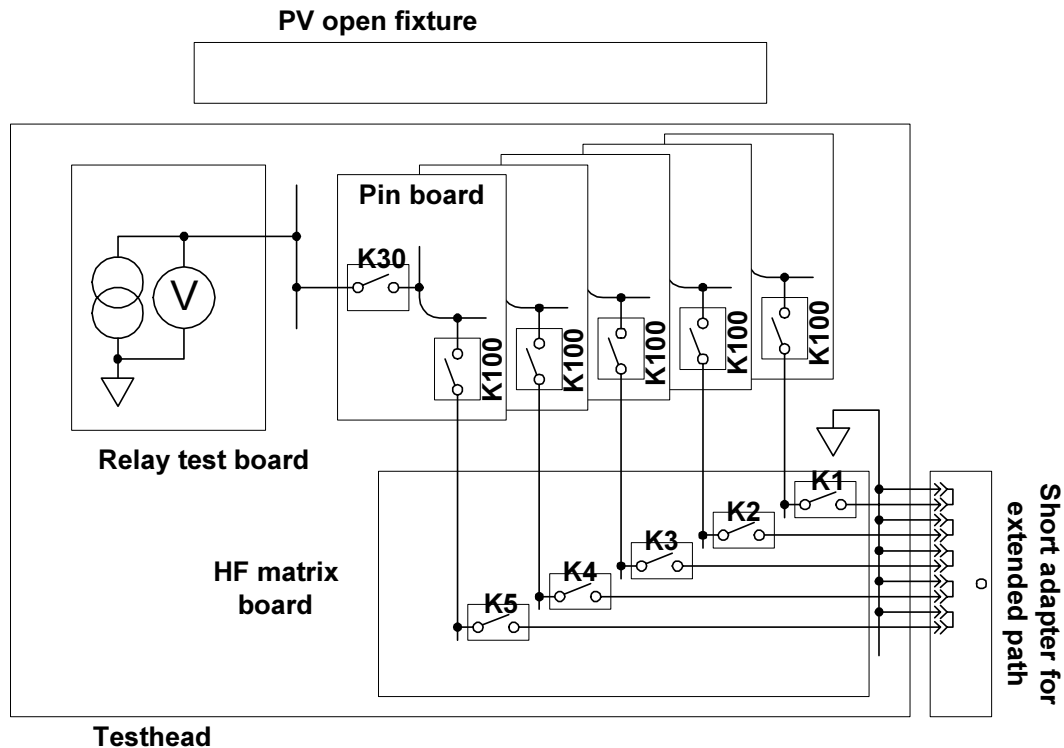 PV open fixture
Pin board
K30
V
K100
K100
K100
K100
K100
Relay test board
K1
K2
K3
K4
K5
HF matrix
board
Short adapter for
extended path
Testhead